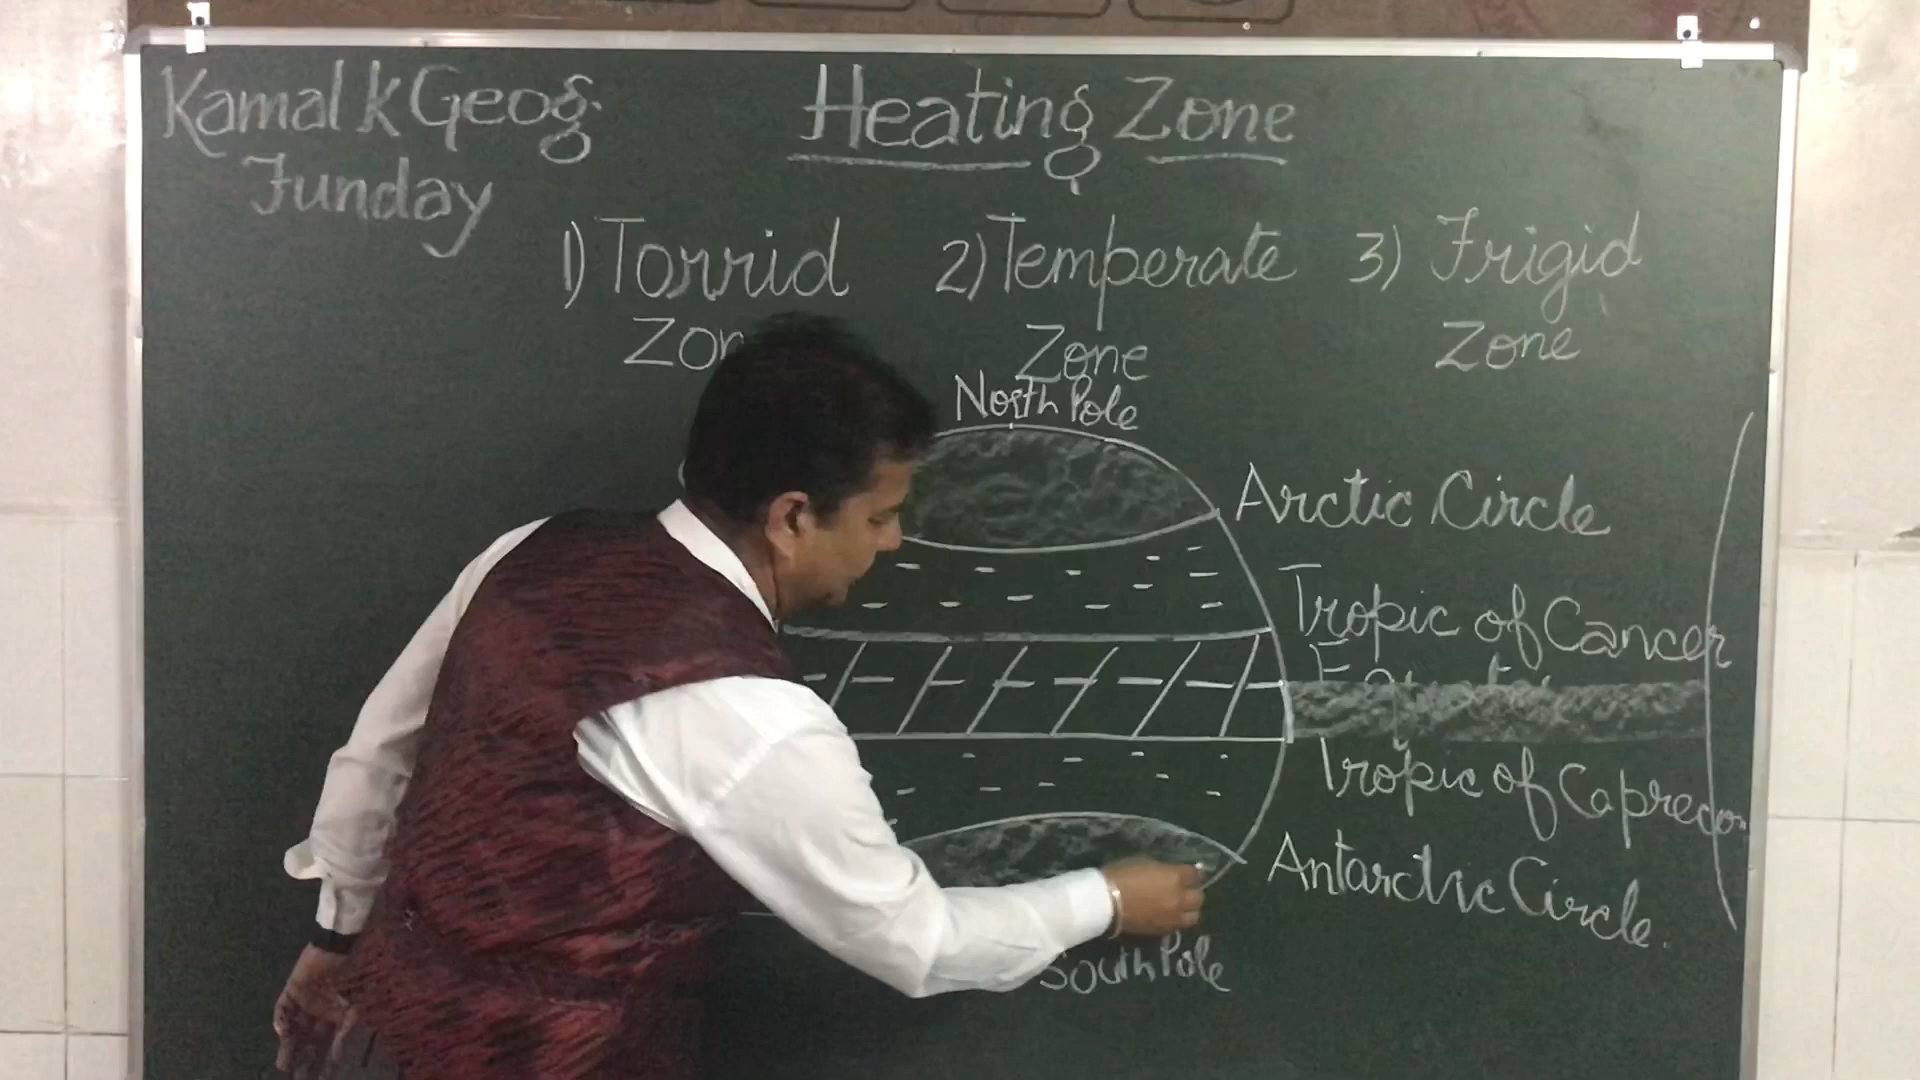 Kamal k Geog.
Funday
Heating Zone
1) Torrid
Zon
2) Temperate
Zone
3) Frigid
Zone
North Pole
Arctic Circle
Tropic of Cancer
Tropic of Capreco
Antarctic Circle.
South Pole